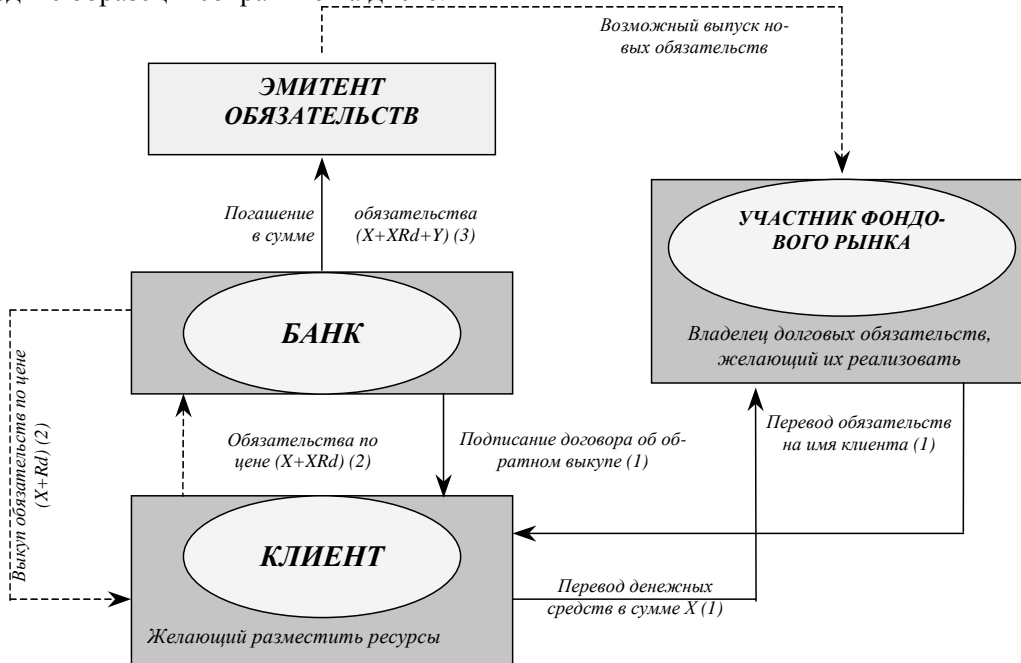 Возможный выпуск но-
вых обязательств
ЭМИТЕНТ
ОБЯЗАТЕЛЬСТВ
Погашение
в сумме
обязательства
(X+XRd+Y) (3)
УЧАСТНИК ФОНДО-
ВОГО РЫНКА
Владелец долговых обязательств,
желающий их реализовать
БАНК
Выкуп обязательств по цене
(X+Rd) (2)
Обязательства по
цене (X+XRd) (2)
Подписание договора об об-
ратном выкупе (1)
Перевод обязательств
на имя клиента (1)
КЛИЕНТ
Желающий разместить ресурсы
Перевод денежных
средств в сумме X (1)